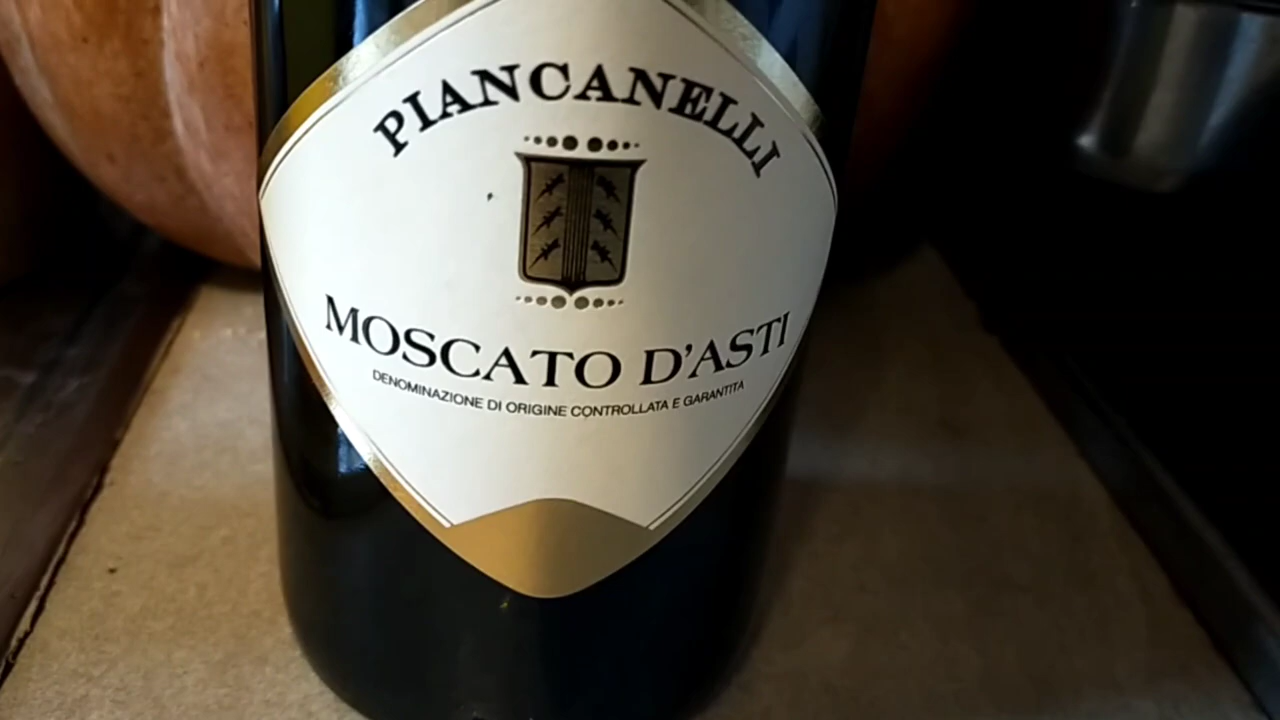 PIANCANELLI
MOSCATO D'ASTI
DENOMINAZIONE DI ORIGINE CONTROLLATA E GARANTITA